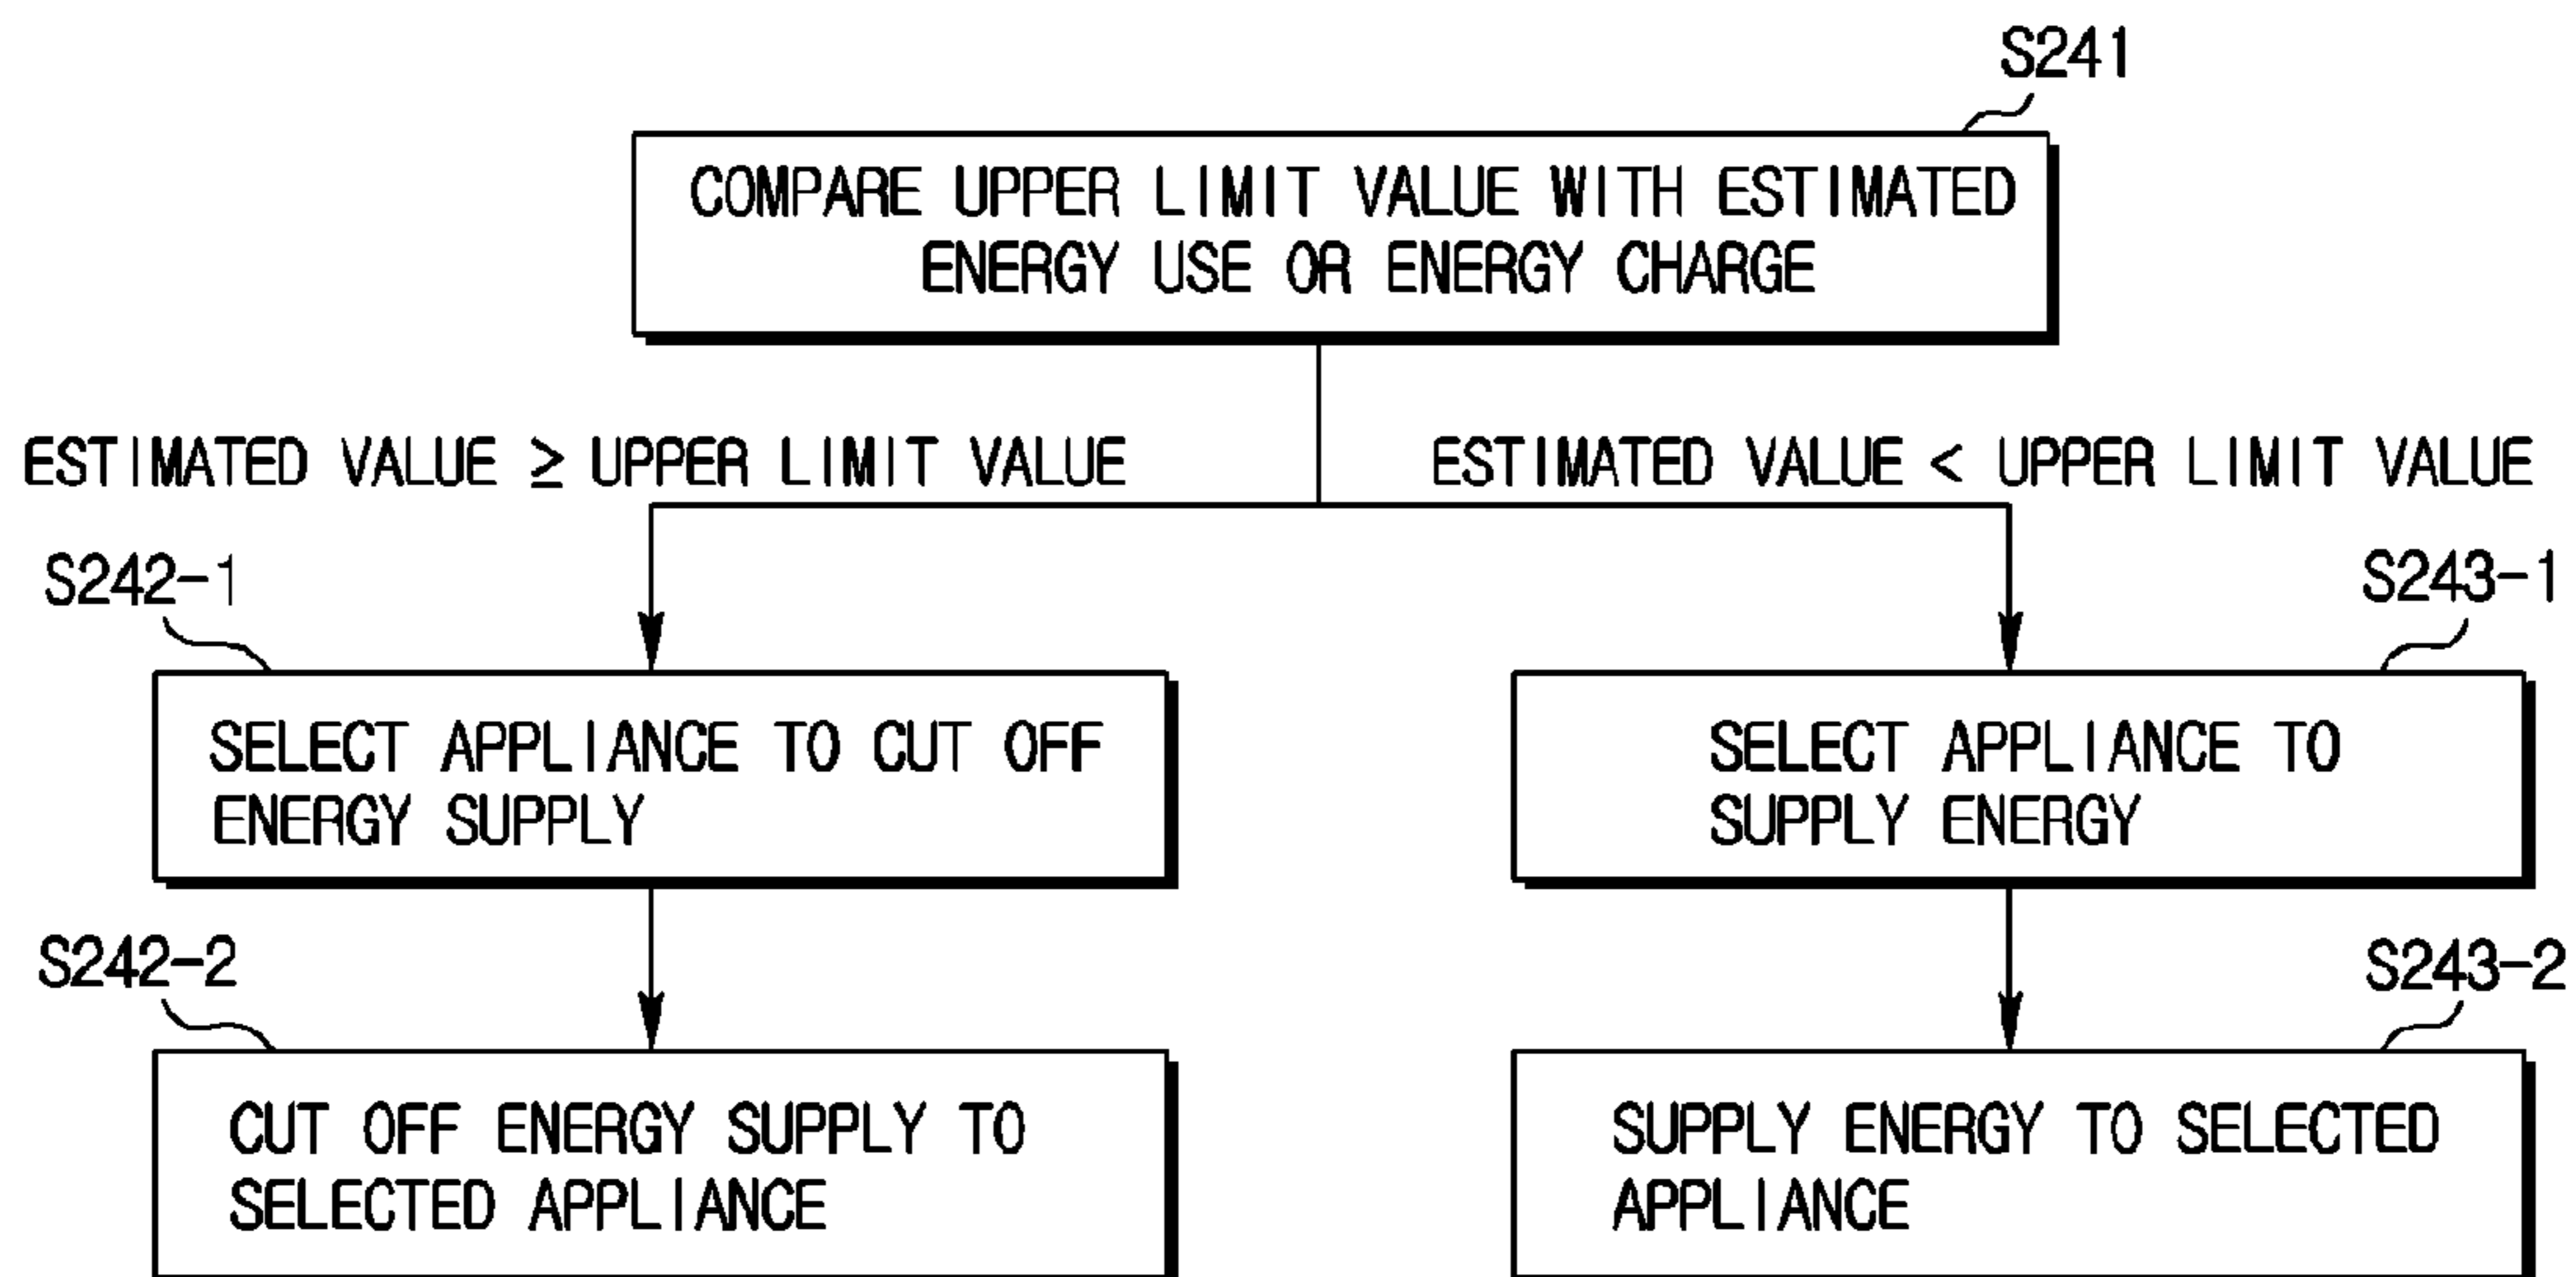 S241
COMPARE UPPER LIMIT VALUE WITH ESTIMATED
ENERGY USE OR ENERGY CHARGE
ESTIMATED VALUE ≥ UPPER LIMIT VALUE
ESTIMATED VALUE < UPPER LIMIT VALUE
S242-1
S243-1
SELECT APPLIANCE TO CUT OFF
ENERGY SUPPLY
SELECT APPLIANCE TO
SUPPLY ENERGY
S242-2
S243-2
CUT OFF ENERGY SUPPLY TO
SELECTED APPLIANCE
SUPPLY ENERGY TO SELECTED
APPLIANCE